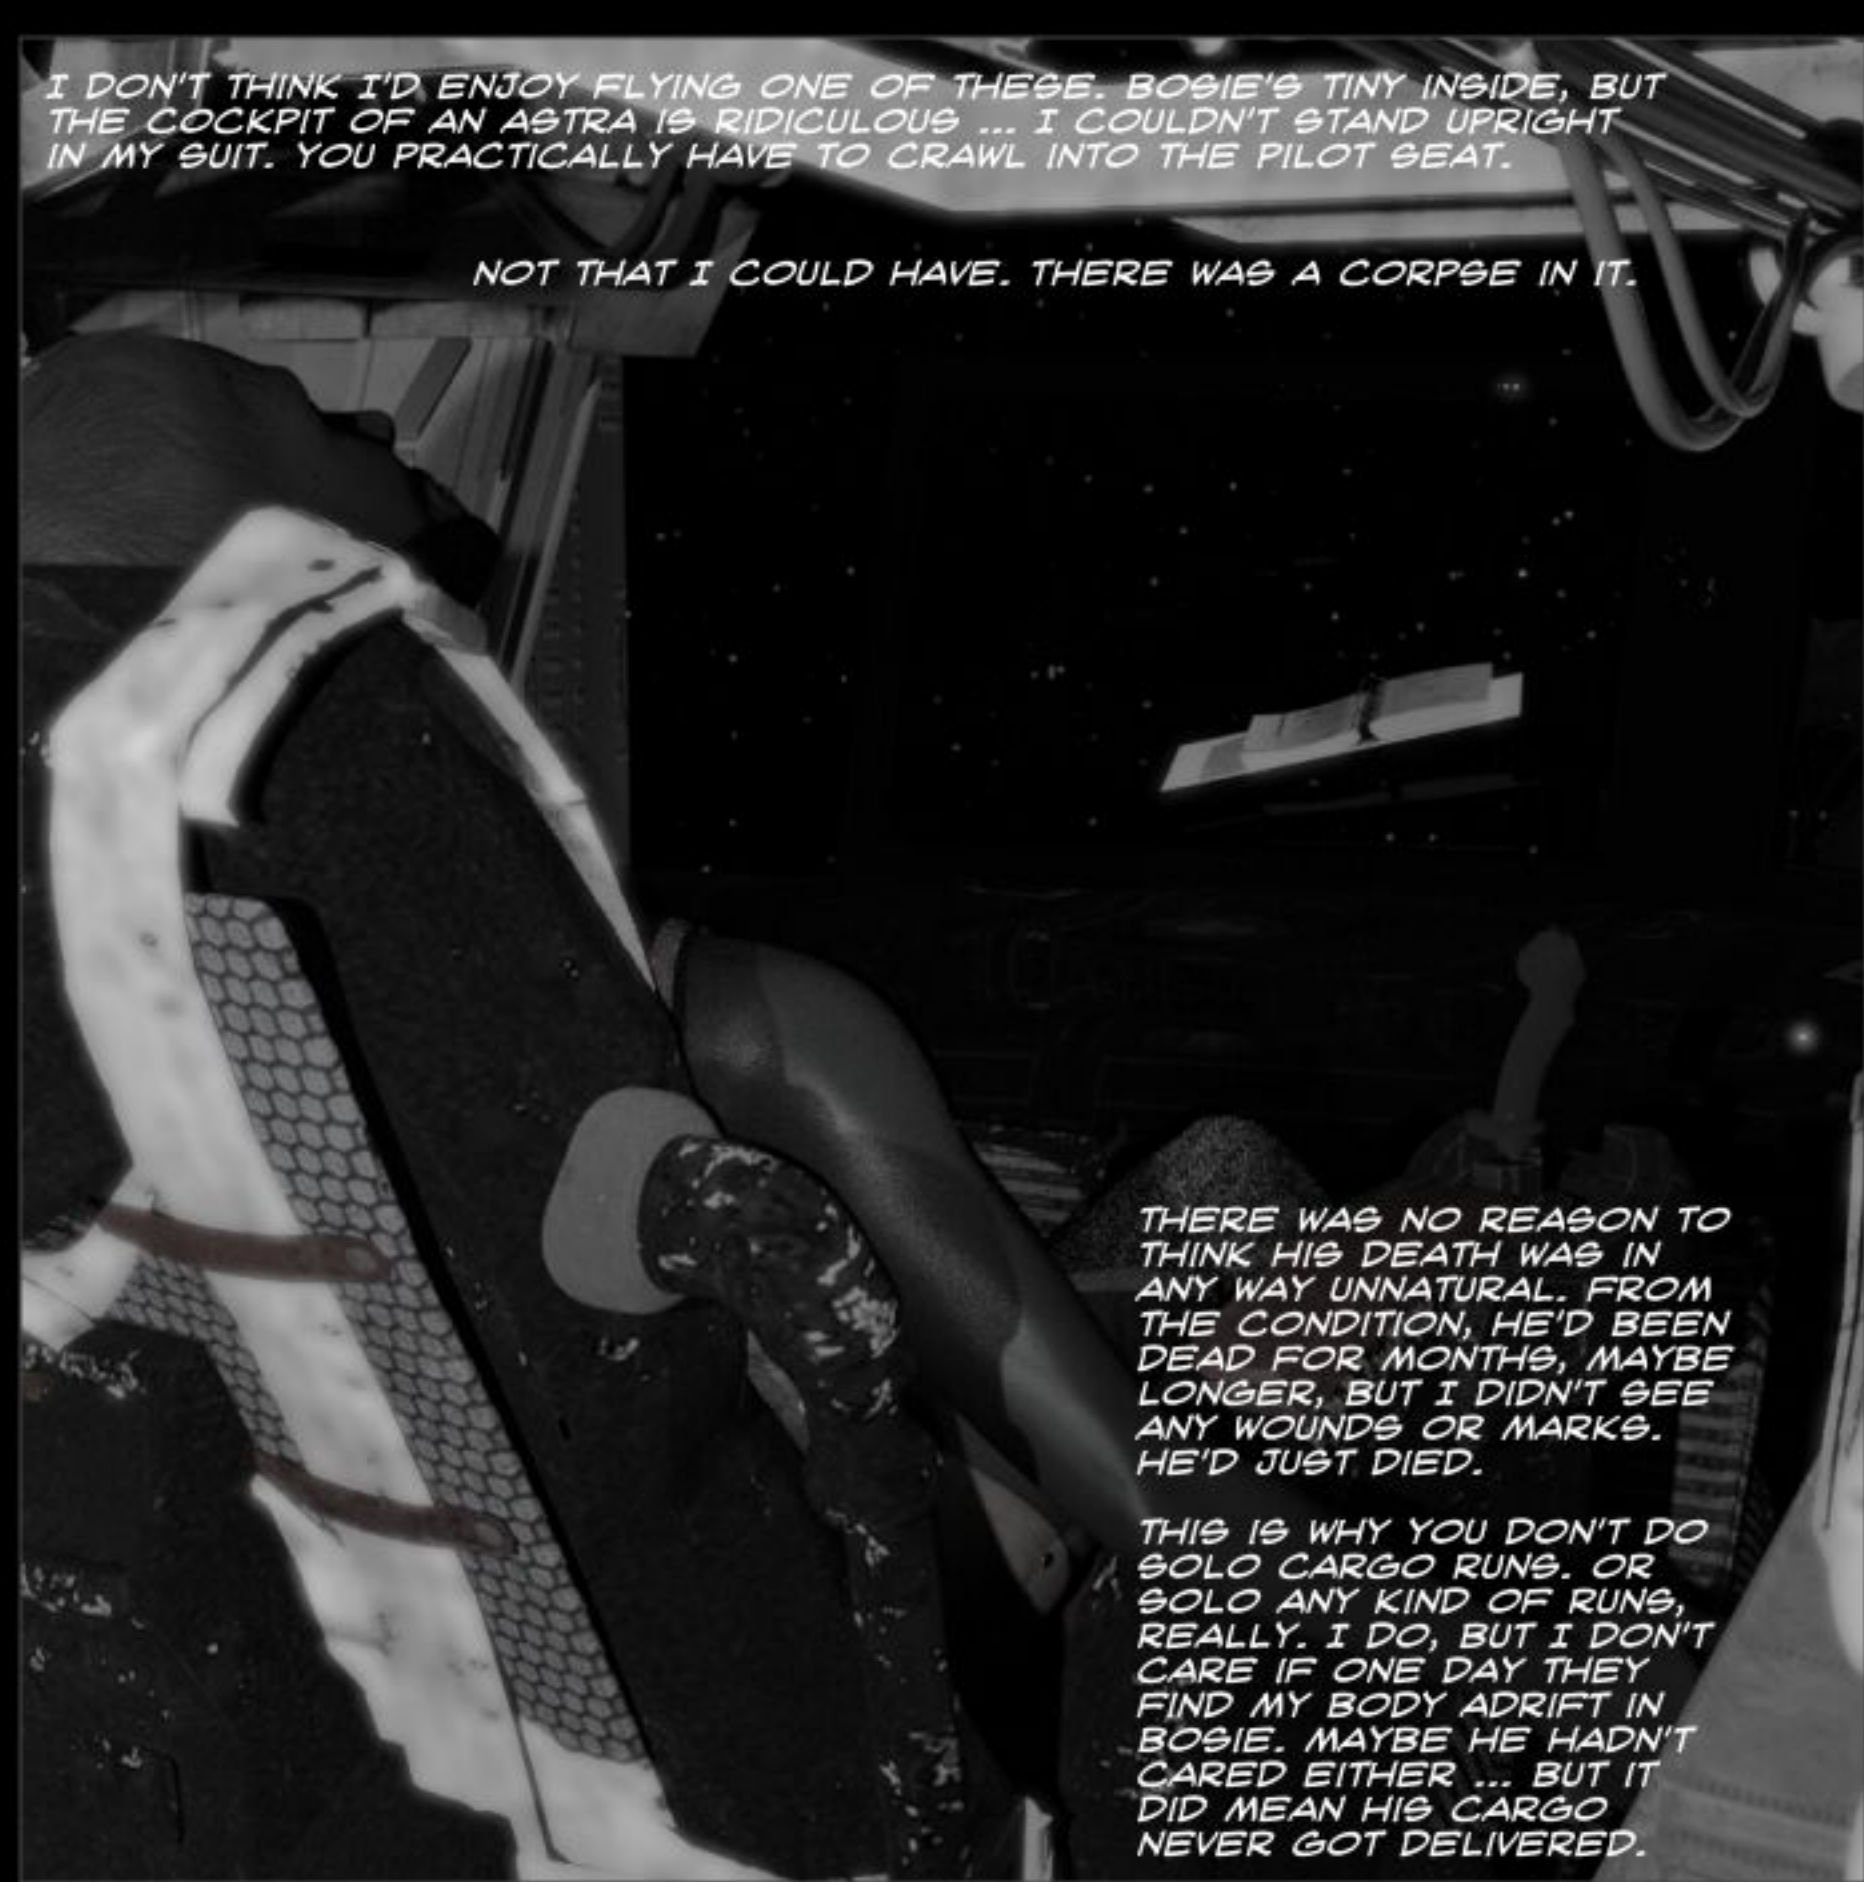 I DON'T THINK I'D ENJOY FLYING ONE OF THESE. BOSIE'S TINY INSIDE, BUT
THE COCKPIT OF AN ASTRA IS RIDICULOUS ... I COULDN'T STAND UPRIGHT
IN MY SUIT. YOU PRACTICALLY HAVE TO CRAWL INTO THE PILOT SEAT.
NOT THAT I COULD HAVE. THERE WAS A CORPSE IN IT.
THERE WAS NO REASON TO
THINK HIS DEATH WAS IN
ANY WAY UNNATURAL. FROM
THE CONDITION, HE'D BEEN
DEAD FOR MONTHS, MAYBE
LONGER, BUT I DIDN'T SEE
ANY WOUNDS OR MARKS.
HE'D JUST DIED.
THIS IS WHY YOU DON'T DO
SOLO CARGO RUNS. OR
SOLO ANY KIND OF RUNS,
REALLY. I DO, BUT I DON'T
CARE IF ONE DAY THEY
FIND MY BODY ADRIFT IN
BOSIE. MAYBE HE HADN'T
CARED EITHER ... BUT IT
DID MEAN HIS CARGO
NEVER GOT DELIVERED.